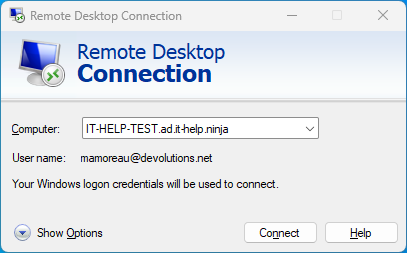 Remote Desktop Connection
Remote Desktop
Connection
Computer:
IT-HELP-TEST.ad.it-help.ninja
User name:
mamoreau@devolutions.net
Your Windows logon credentials will be used to connect.
Show Options
Connect
Help